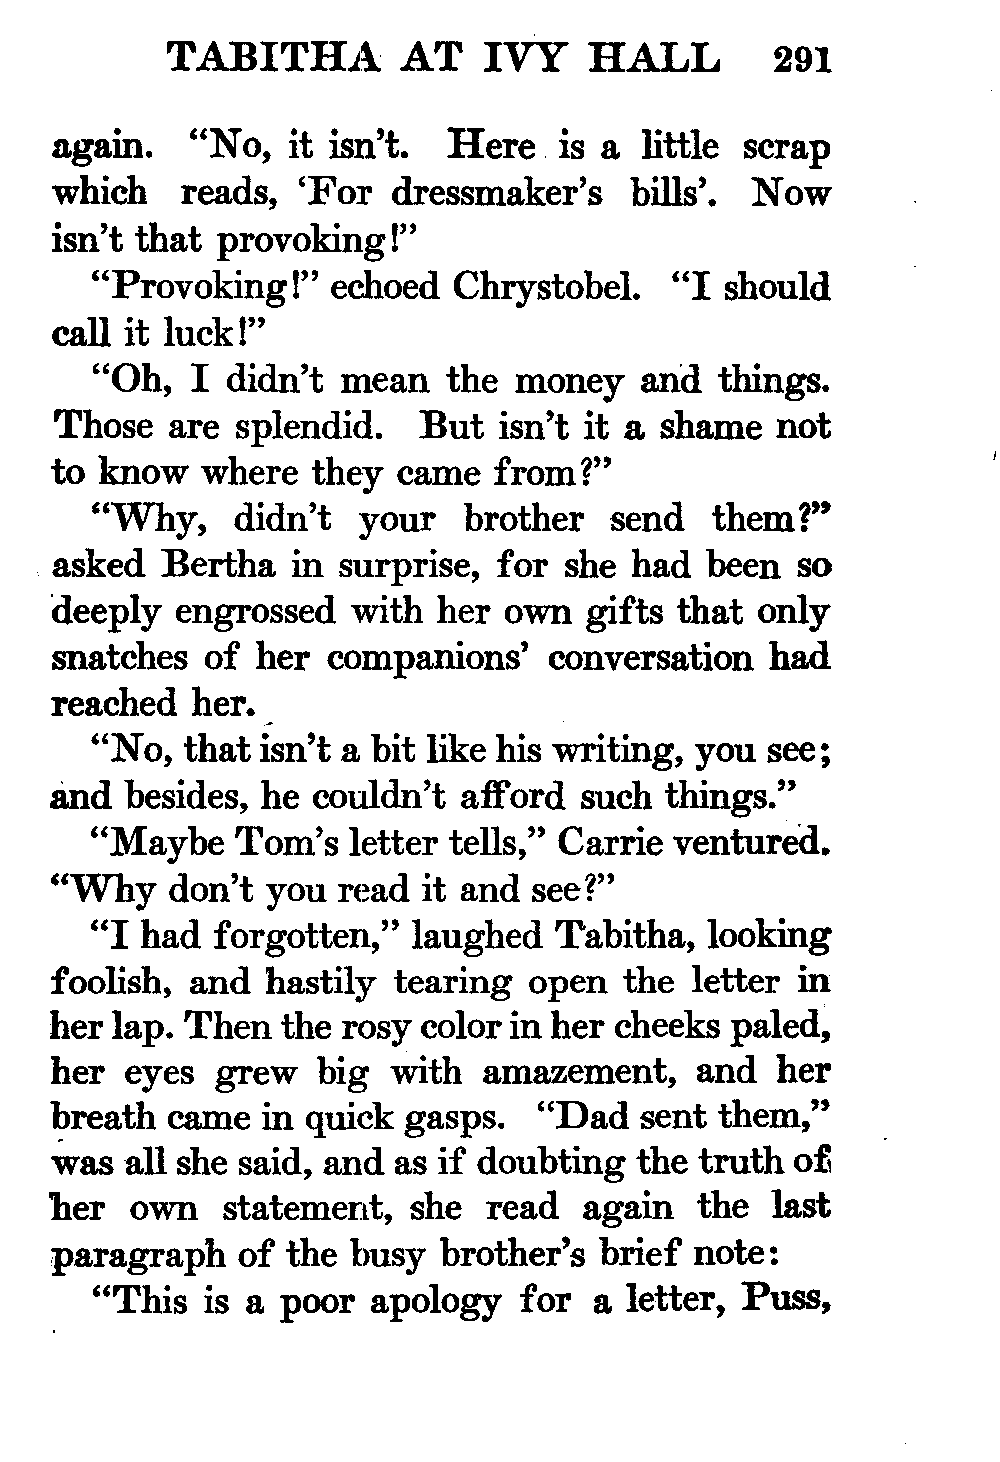 TABITHA AT IVY HALL 291
again. “No, it isn’t. Here is a little scrap
which reads, ‘For dressmaker’s bills’. Now
isn’t that provoking!”
“Provoking!” echoed Chrystobel. “I should
call it luck!”
“Oh, I didn’t mean the money and things.
Those are splendid. But isn’t it a shame not
to know where they came from?”
“Why, didn’t your brother send them?”
asked Bertha in surprise, for she had been so
deeply engrossed with her own gifts that only
snatches of her companions’ conversation had
reached her.
“No, that isn’t a bit like his writing, you see;
and besides, he couldn’t afford such things.”
“Maybe Tom’s letter tells,” Carrie ventured.
“Why don’t you read it and see?”
“I had forgotten,” laughed Tabitha, looking
foolish, and hastily tearing open the letter in
her lap. Then the rosy color in her cheeks paled,
her eyes grew big with amazement, and her
breath came in quick gasps. “Dad sent them,”
was all she said, and as if doubting the truth of
her own statement, she read again the last
paragraph of the busy brother’s brief note:
“This is a poor apology for a letter, Puss,